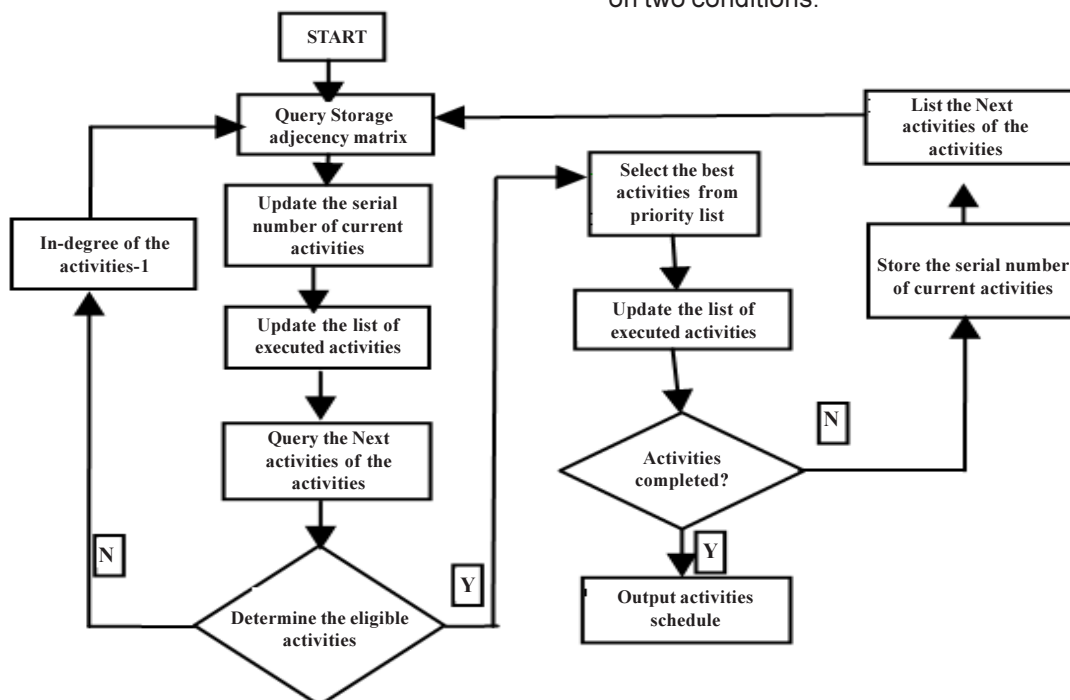 on two conditions:
START
Query Storage
adjecency matrix
Update the serial
number of current
activities
Update the list of
executed activities
Query the Next
activities of the
activities
Determine the eligible
activities
N
In-degree of the
activities-1
Y
Select the best
activities from
priority list
Update the list of
executed activities
Activities
completed?
Y
Output activities
schedule
N
Store the serial number
of current activities
List the Next
activities of the
activities